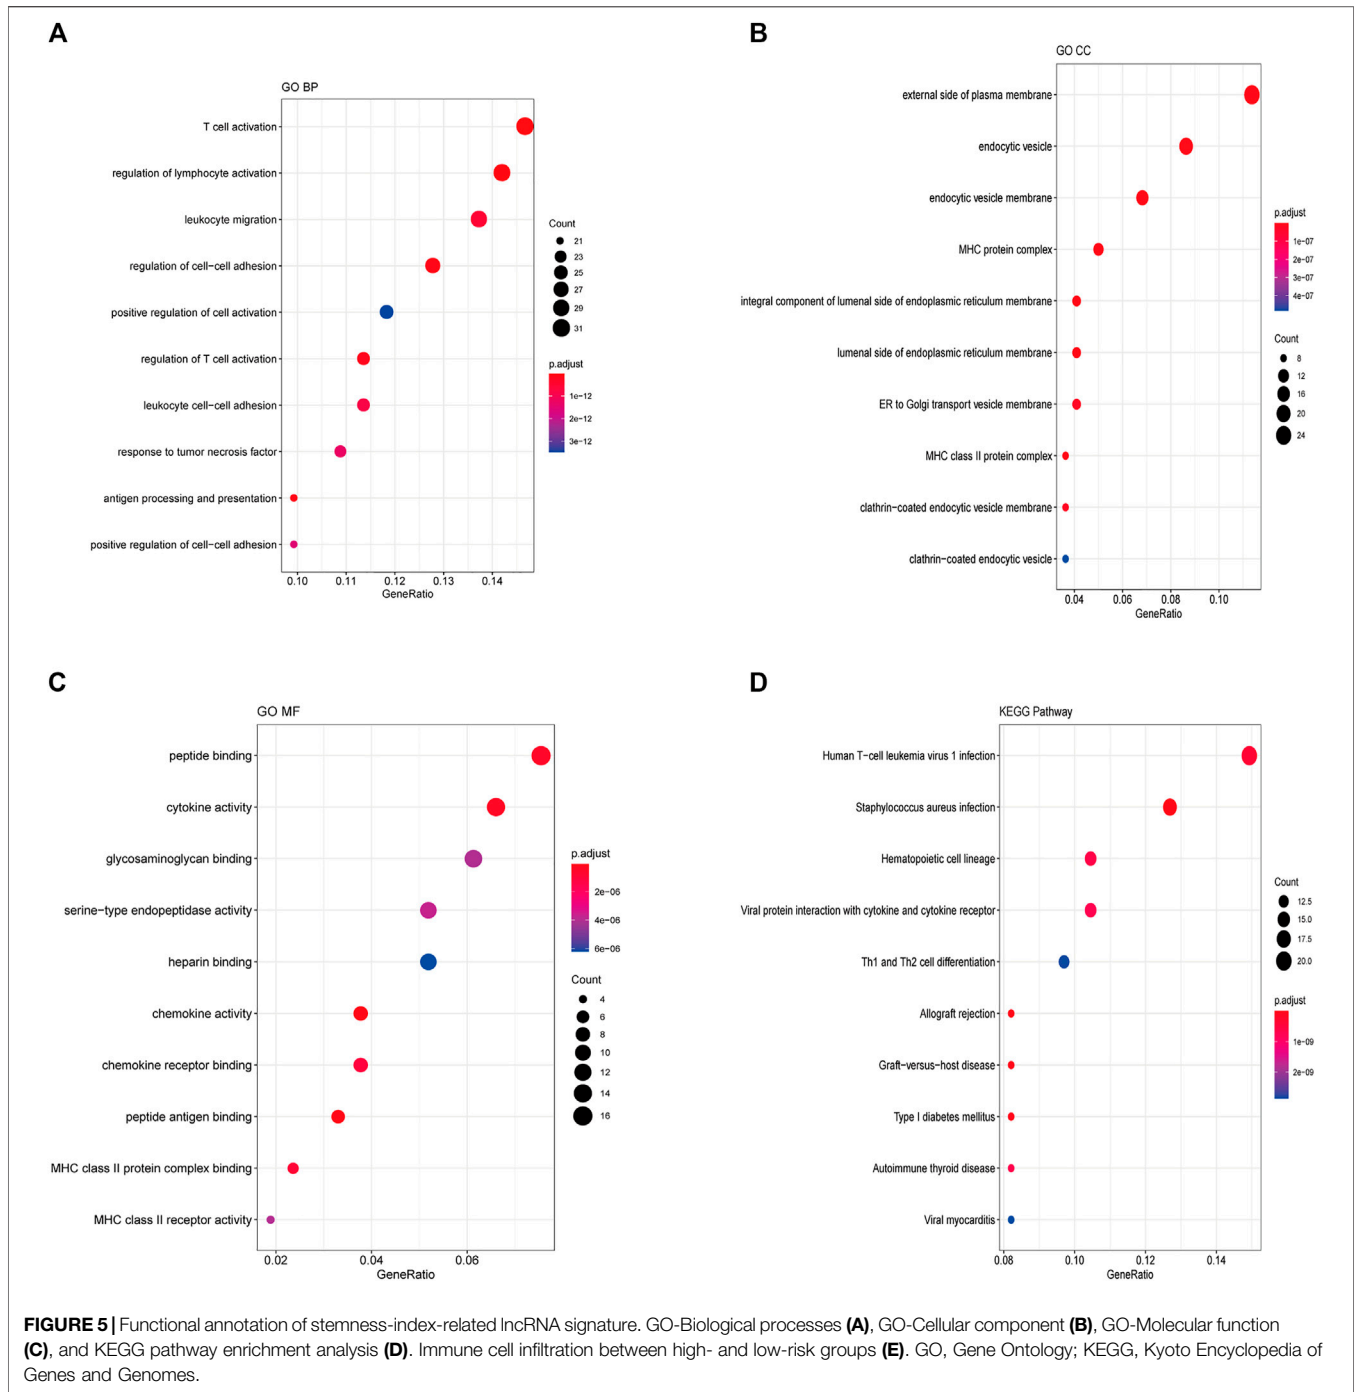 A
GO BP
T cell activation
regulation of lymphocyte activation
leukocyte migration
regulation of cell-cell adhesion
positive regulation of cell activation
regulation of T cell activation
leukocyte cell-cell adhesion
response to tumor necrosis factor
antigen processing and presentation
positive regulation of cell-cell adhesion
0.10 0.11 0.12 0.13 0.14
GeneRatio
Count
21
23
25
27
29
31
p.adjust
1e-12
2e-12
3e-12
B
GO CC
external side of plasma membrane
endocytic vesicle
endocytic vesicle membrane
MHC protein complex
integral component of lumenal side of endoplasmic reticulum membrane
lumenal side of endoplasmic reticulum membrane
ER to Golgi transport vesicle membrane
MHC class II protein complex
clathrin-coated endocytic vesicle membrane
clathrin-coated endocytic vesicle
0.04 0.06 0.08 0.10
GeneRatio
p.adjust
1e-07
2e-07
3e-07
4e-07
Count
8
12
16
20
24
C
GO MF
peptide binding
cytokine activity
glycosaminoglycan binding
serine-type endopeptidase activity
heparin binding
chemokine activity
chemokine receptor binding
peptide antigen binding
MHC class II protein complex binding
MHC class II receptor activity
0.02 0.04 0.06
GeneRatio
p.adjust
2e-06
4e-06
6e-06
Count
4
6
8
10
12
14
16
D
KEGG Pathway
Human T-cell leukemia virus 1 infection
Staphylococcus aureus infection
Hematopoietic cell lineage
Viral protein interaction with cytokine and cytokine receptor
Th1 and Th2 cell differentiation
Allograft rejection
Graft-versus-host disease
Type I diabetes mellitus
Autoimmune thyroid disease
Viral myocarditis
0.08 0.10 0.12 0.14
GeneRatio
Count
12.5
15.0
17.5
20.0
p.adjust
1e-09
2e-09
FIGURE 5 | Functional annotation of stemness-index-related lncRNA signature. GO-Biological processes (A), GO-Cellular component (B), GO-Molecular function
(C), and KEGG pathway enrichment analysis (D). Immune cell infiltration between high- and low-risk groups (E). GO, Gene Ontology; KEGG, Kyoto Encyclopedia of
Genes and Genomes.